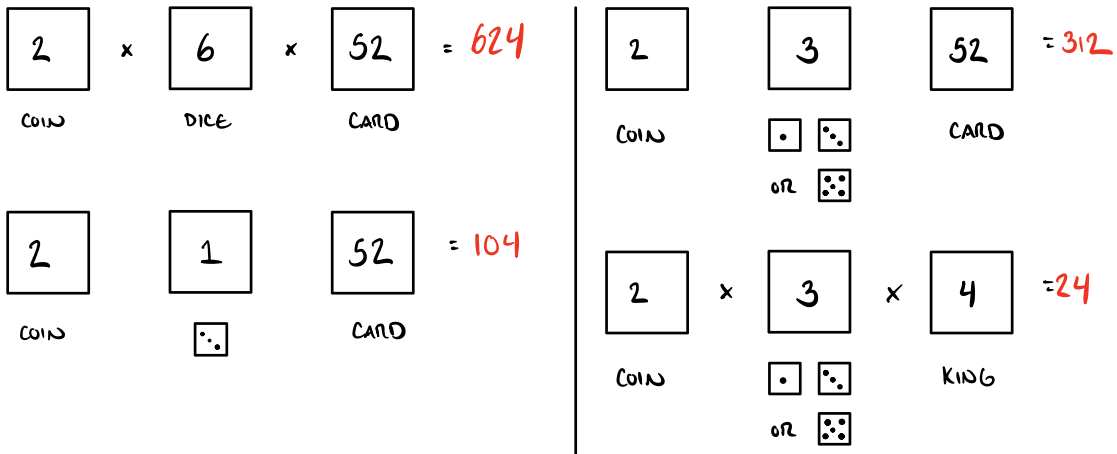 2 x 6 x 52 = 624
COIN DICE CARD
2 1 52 = 104
COIN CARD
2 3 52 = 312
COIN CARD
OR
2 x 3 x 4 = 24
COIN KING
OR